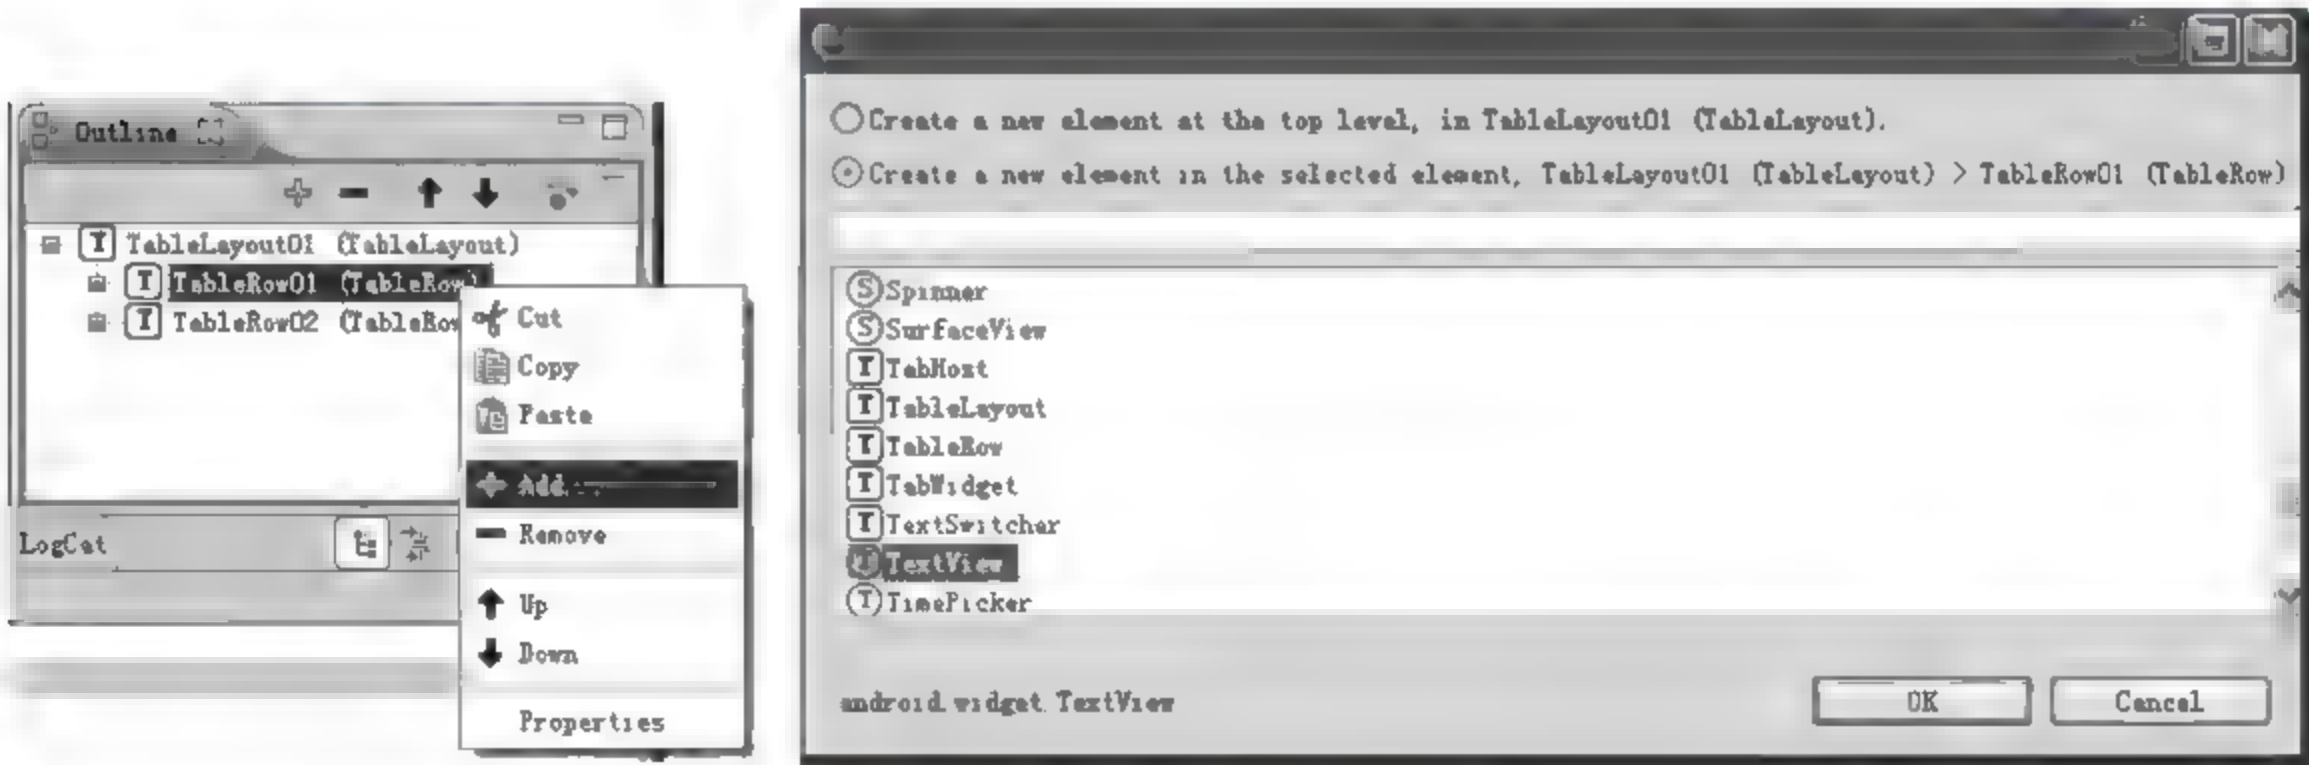 Outline
TableLayout01 (TableLayout)
TableRow01 (TableRow)
TableRow02 (TableRow
Cut
Copy
Paste
Add...
Remove
Up
Down
Properties
LogCat
Create a new element at the top level, in TableLayout01 (TableLayout).
Create a new element in the selected element, TableLayout01 (TableLayout) > TableRow01 (TableRow)
Spinner
SurfaceView
TabHost
TableLayout
TableRow
TabWidget
TextSwitcher
TextView
TimePicker
android.widget.TextView
OK
Cancel